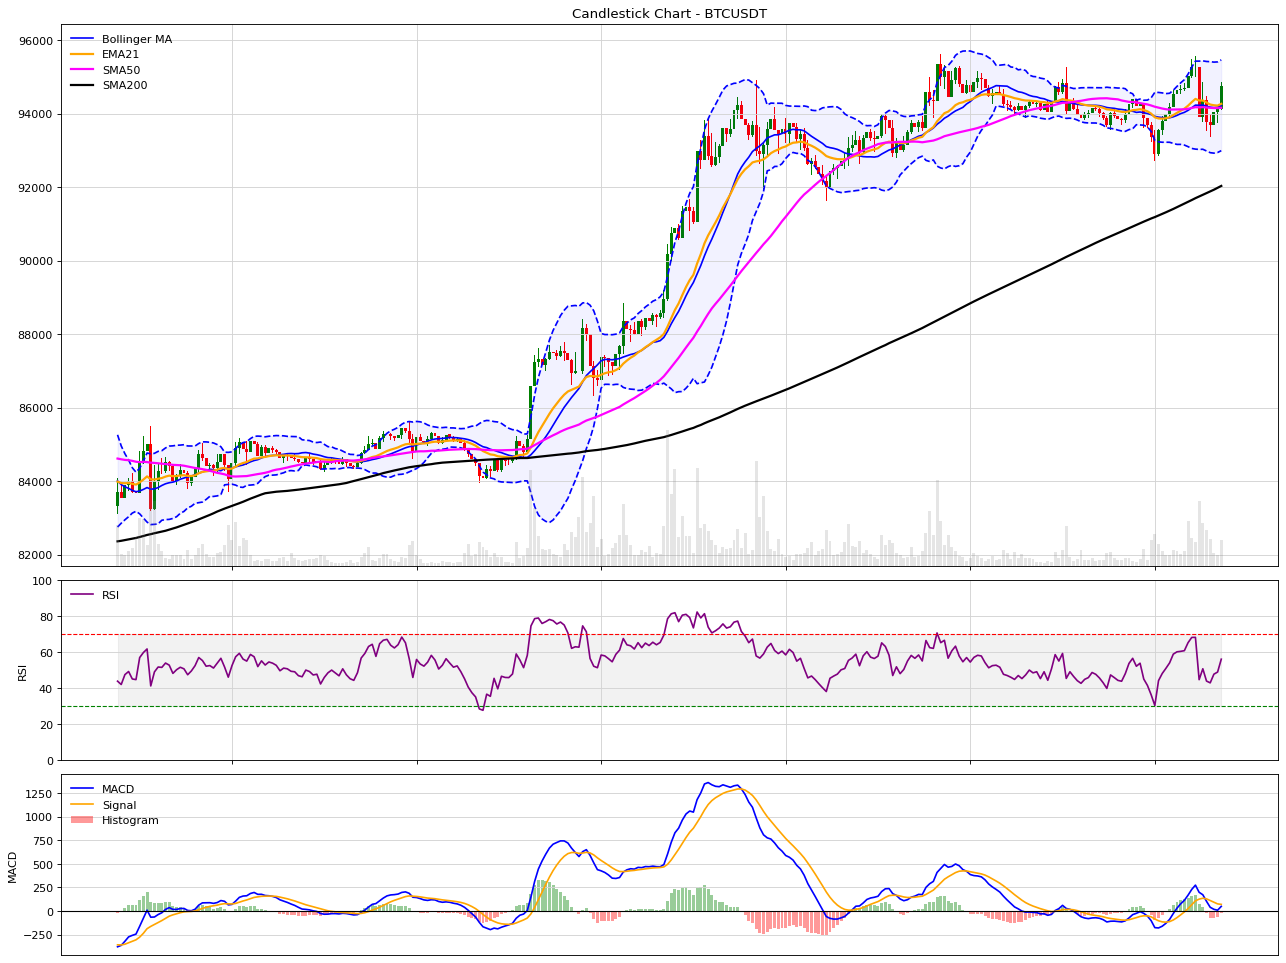 Candlestick Chart - BTCUSDT
Bollinger MA
EMA21
SMA50
SMA200
96000
94000
92000
90000
88000
86000
84000
82000
RSI
RSI
100
80
60
40
20
0
MACD
Signal
Histogram
MACD
1250
1000
750
500
250
0
−250